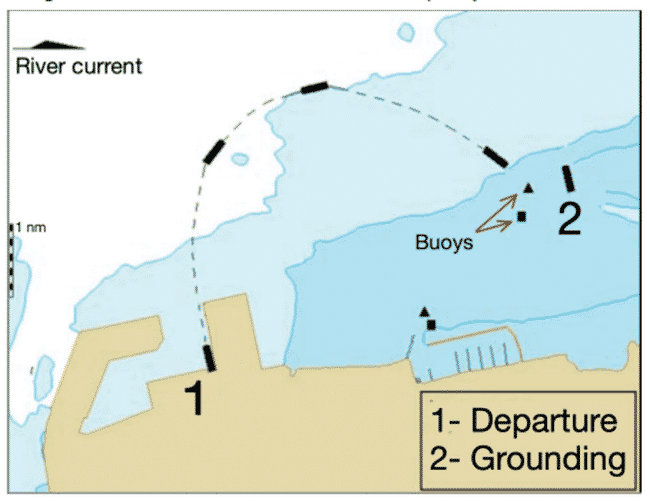 River current
1 nm
Buoys
2
1
1- Departure
2- Grounding